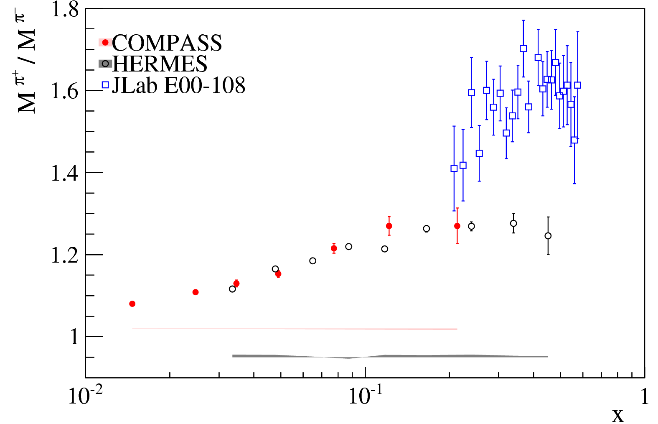 M^π+ / M^π-
1.8
1.6
1.4
1.2
1
COMPASS
HERMES
JLab E00-108
10^-2
10^-1
1
x